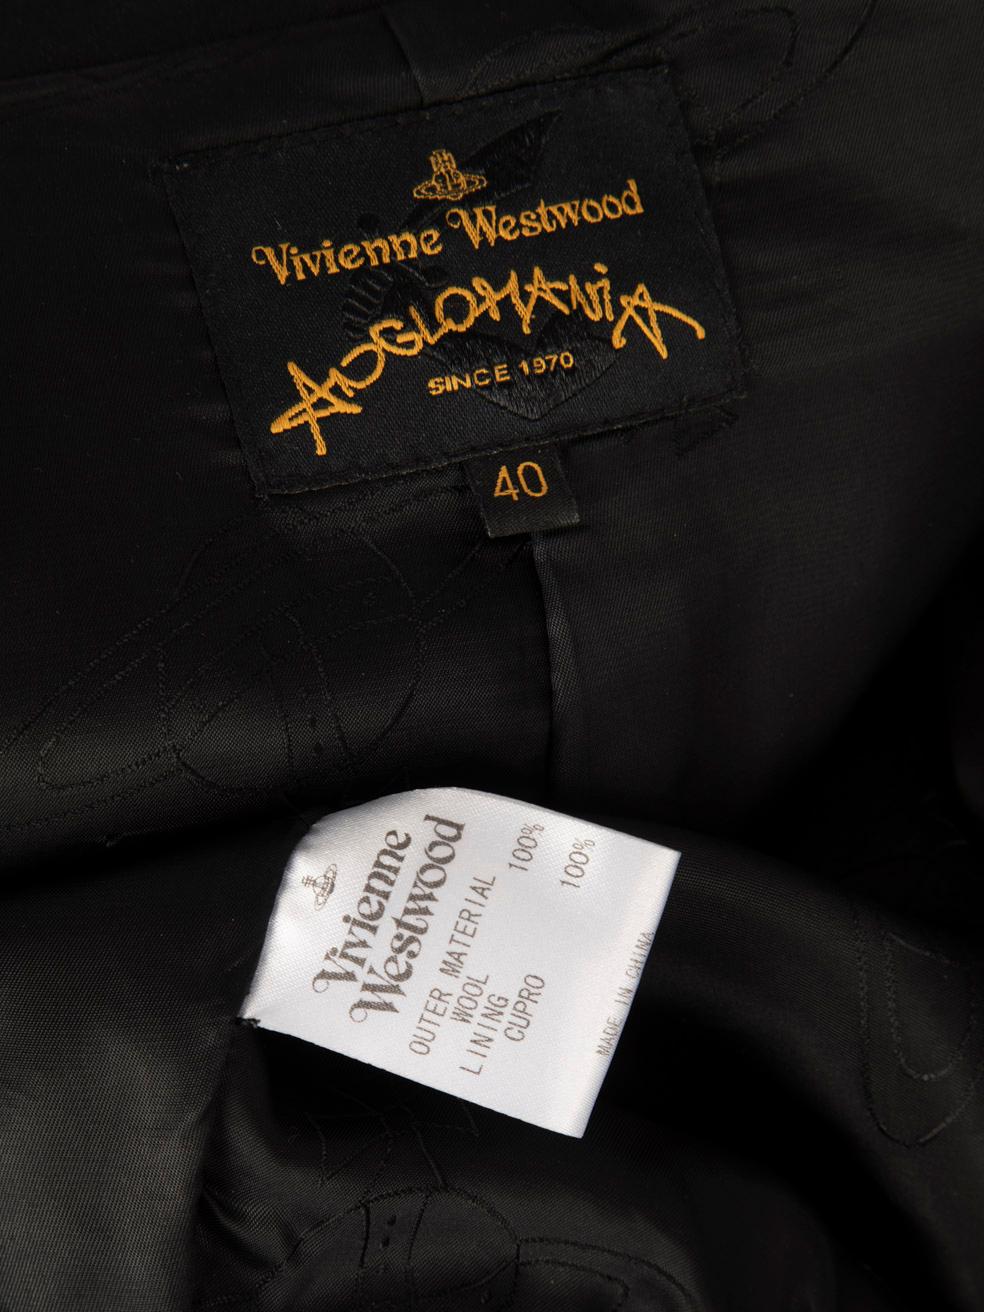 Vivienne Westwood
ANGLOMANiA
SINCE 1970
40
Vivienne
Westwood
OUTER MATERIAL
WOOL 100%
LINING
CUPRO 100%
MADE IN CHINA